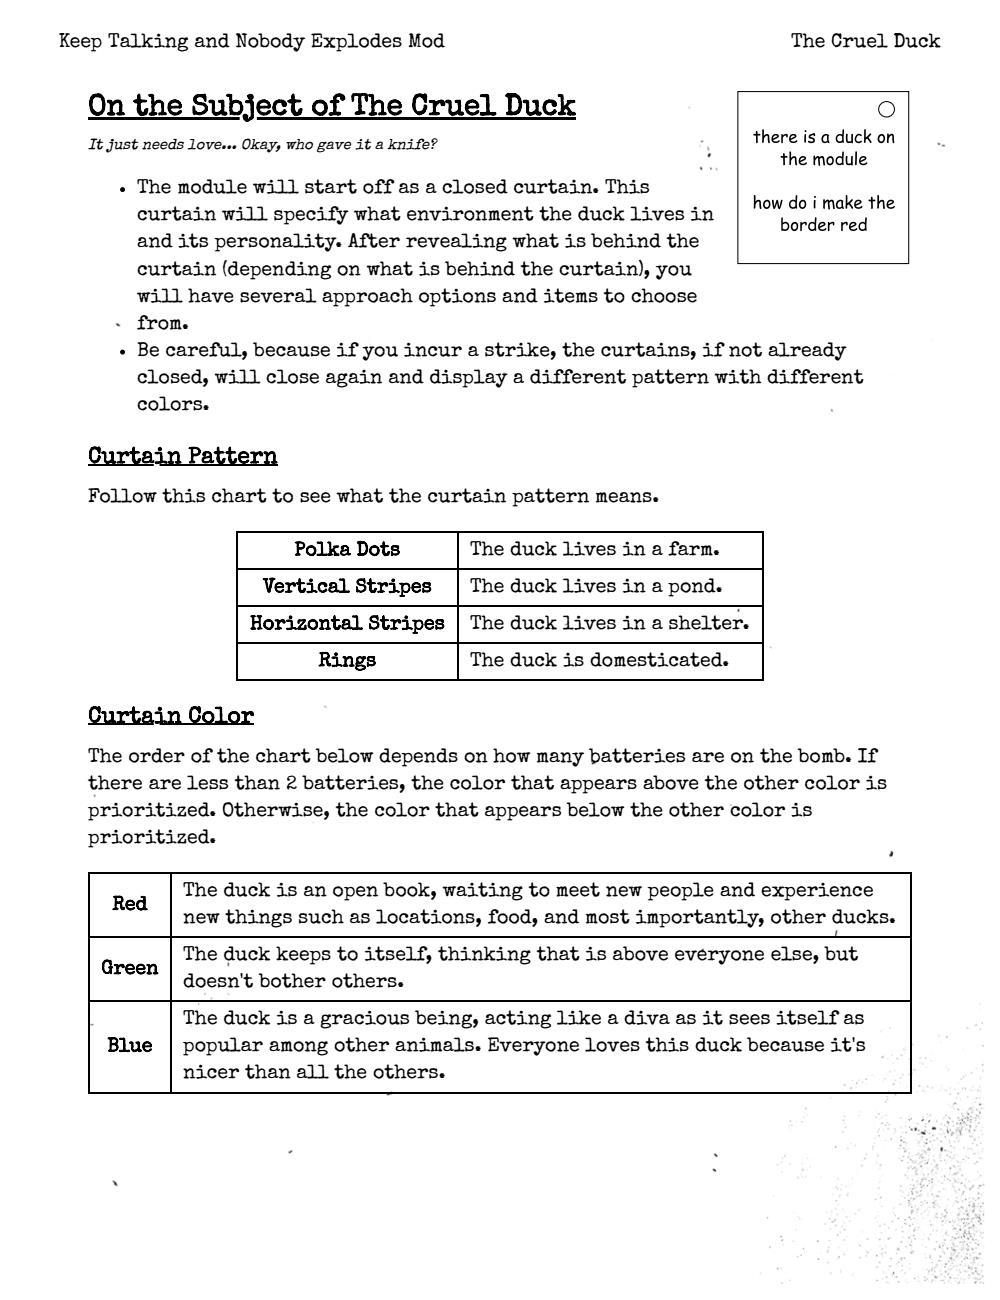 Keep Talking and Nobody Explodes Mod
The Cruel Duck
On the Subject of The Cruel Duck
It just needs love... Okay, who gave it a knife?
there is a duck on
the module
how do i make the
border red
• The module will start off as a closed curtain. This
curtain will specify what environment the duck lives in
and its personality. After revealing what is behind the
curtain (depending on what is behind the curtain), you
will have several approach options and items to choose
from.
• Be careful, because if you incur a strike, the curtains, if not already
closed, will close again and display a different pattern with different
colors.
Curtain Pattern
Follow this chart to see what the curtain pattern means.
Polka Dots The duck lives in a farm.
Vertical Stripes The duck lives in a pond.
Horizontal Stripes The duck lives in a shelter.
Rings The duck is domesticated.
Curtain Color
The order of the chart below depends on how many batteries are on the bomb. If
there are less than 2 batteries, the color that appears above the other color is
prioritized. Otherwise, the color that appears below the other color is
prioritized.
Red
The duck is an open book, waiting to meet new people and experience
new things such as locations, food, and most importantly, other ducks.
Green
The duck keeps to itself, thinking that is above everyone else, but
doesn't bother others.
Blue
The duck is a gracious being, acting like a diva as it sees itself as
popular among other animals. Everyone loves this duck because it's
nicer than all the others.